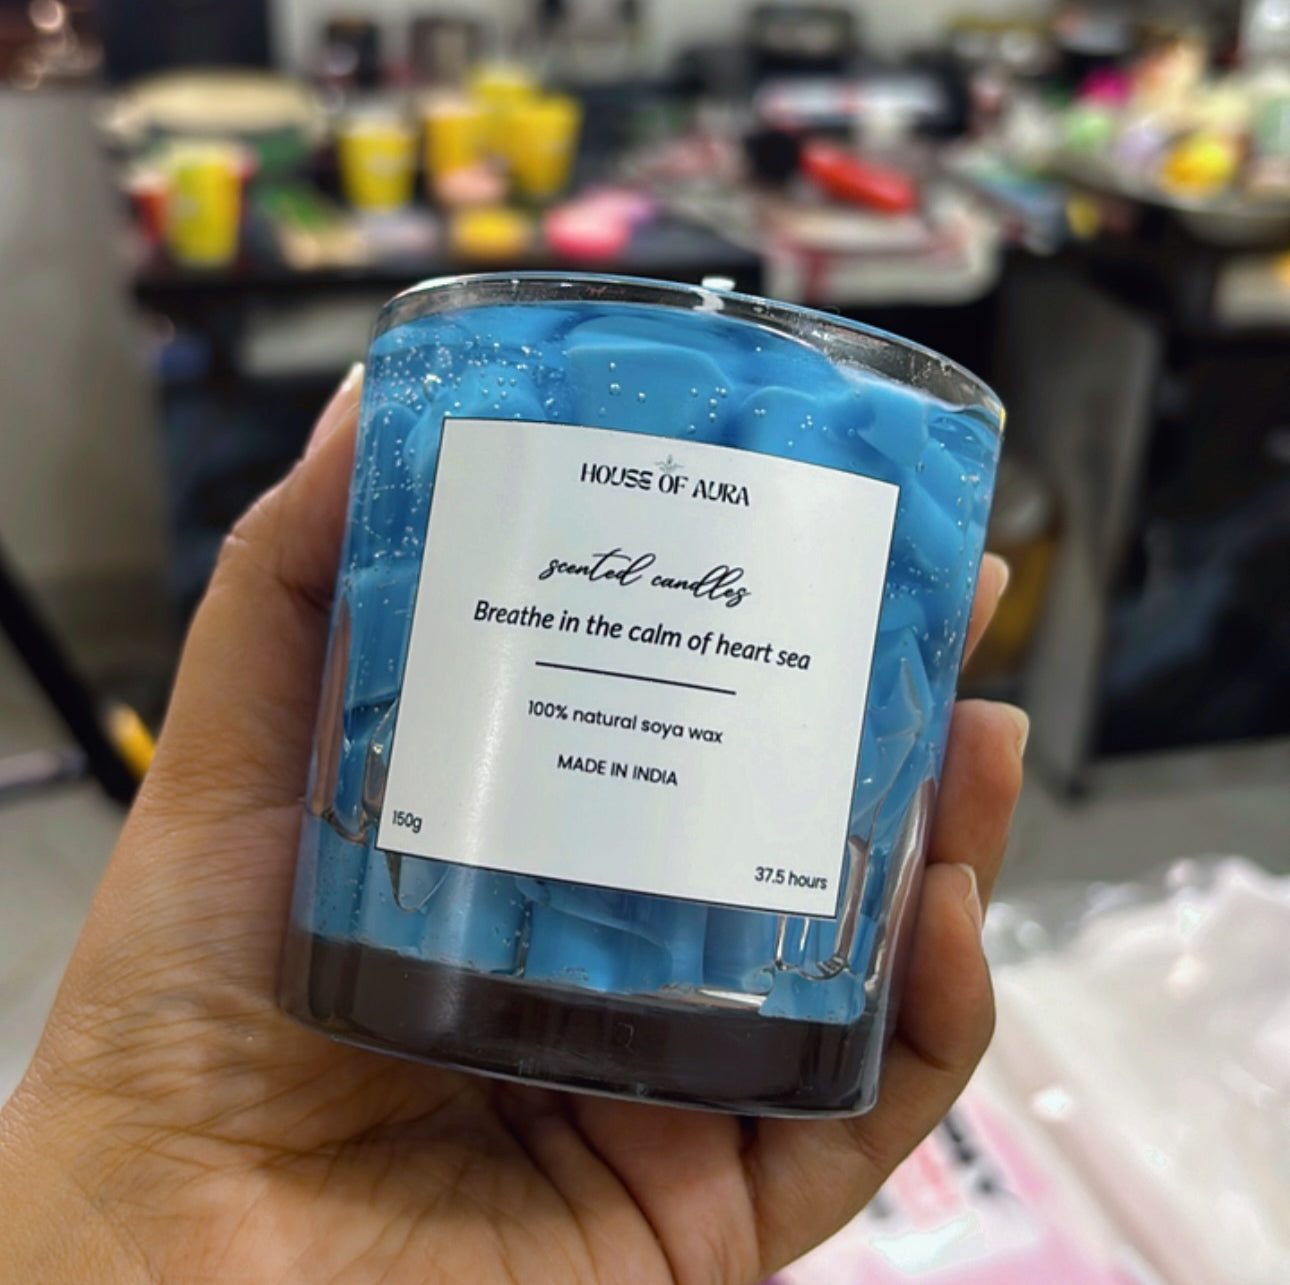 HOUSE OF AURA
scented candles
Breathe in the calm of heart sea
100% natural soya wax
MADE IN INDIA
150g
37.5 hours